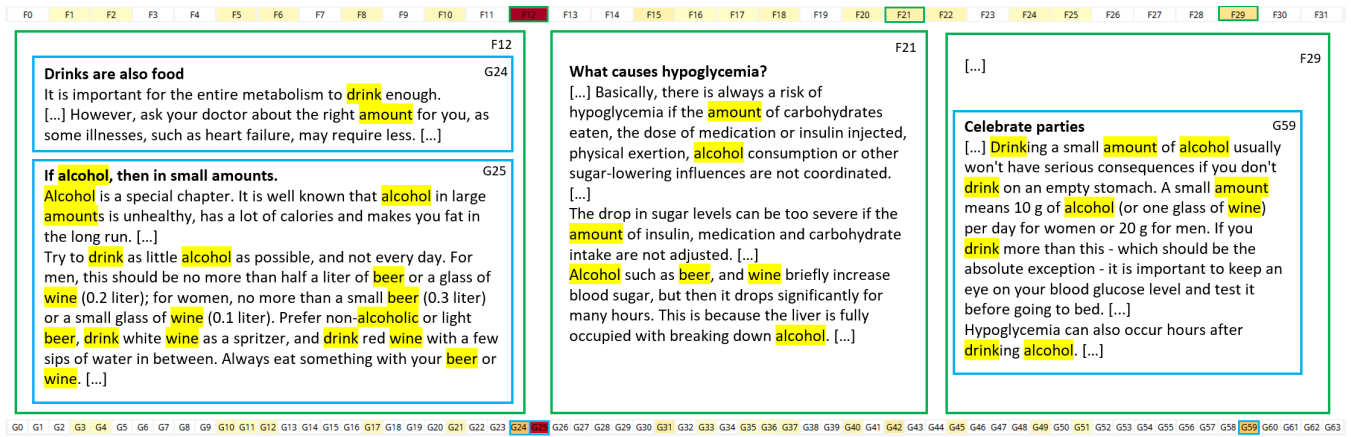 F0 F1 F2 F3 F4 F5 F6 F7 F8 F9 F10 F11 F12 F13 F14 F15 F16 F17 F18 F19 F20 F21 F22 F23 F24 F25 F26 F27 F28 F29 F30 F31
F12
G24
Drinks are also food
It is important for the entire metabolism to drink enough.
[...] However, ask your doctor about the right amount for you, as
some illnesses, such as heart failure, may require less. [...]
G25
If alcohol, then in small amounts.
Alcohol is a special chapter. It is well known that alcohol in large
amounts is unhealthy, has a lot of calories and makes you fat in
the long run. [...]
Try to drink as little alcohol as possible, and not every day. For
men, this should be no more than half a liter of beer or a glass of
wine (0.2 liter); for women, no more than a small beer (0.3 liter)
or a small glass of wine (0.1 liter). Prefer non-alcoholic or light
beer, drink white wine as a spritzer, and drink red wine with a few
sips of water in between. Always eat something with your beer or
wine. [...]
F21
What causes hypoglycemia?
[...] Basically, there is always a risk of
hypoglycemia if the amount of carbohydrates
eaten, the dose of medication or insulin injected,
physical exertion, alcohol consumption or other
sugar-lowering influences are not coordinated.
[...]
The drop in sugar levels can be too severe if the
amount of insulin, medication and carbohydrate
intake are not adjusted. [...]
Alcohol such as beer, and wine briefly increase
blood sugar, but then it drops significantly for
many hours. This is because the liver is fully
occupied with breaking down alcohol. [...]
F29
[...]
Celebrate parties
G59
[...] Drinking a small amount of alcohol usually
won't have serious consequences if you don't
drink on an empty stomach. A small amount
means 10 g of alcohol (or one glass of wine)
per day for women or 20 g for men. If you
drink more than this - which should be the
absolute exception - it is important to keep an
eye on your blood glucose level and test it
before going to bed. [...]
Hypoglycemia can also occur hours after
drinking alcohol. [...]
G0 G1 G2 G3 G4 G5 G6 G7 G8 G9 G10 G11 G12 G13 G14 G15 G16 G17 G18 G19 G20 G21 G22 G23 G24 G25 G26 G27 G28 G29 G30 G31 G32 G33 G34 G35 G36 G37 G38 G39 G40 G41 G42 G43 G44 G45 G46 G47 G48 G49 G50 G51 G52 G53 G54 G55 G56 G57 G58 G59 G60 G61 G62 G63